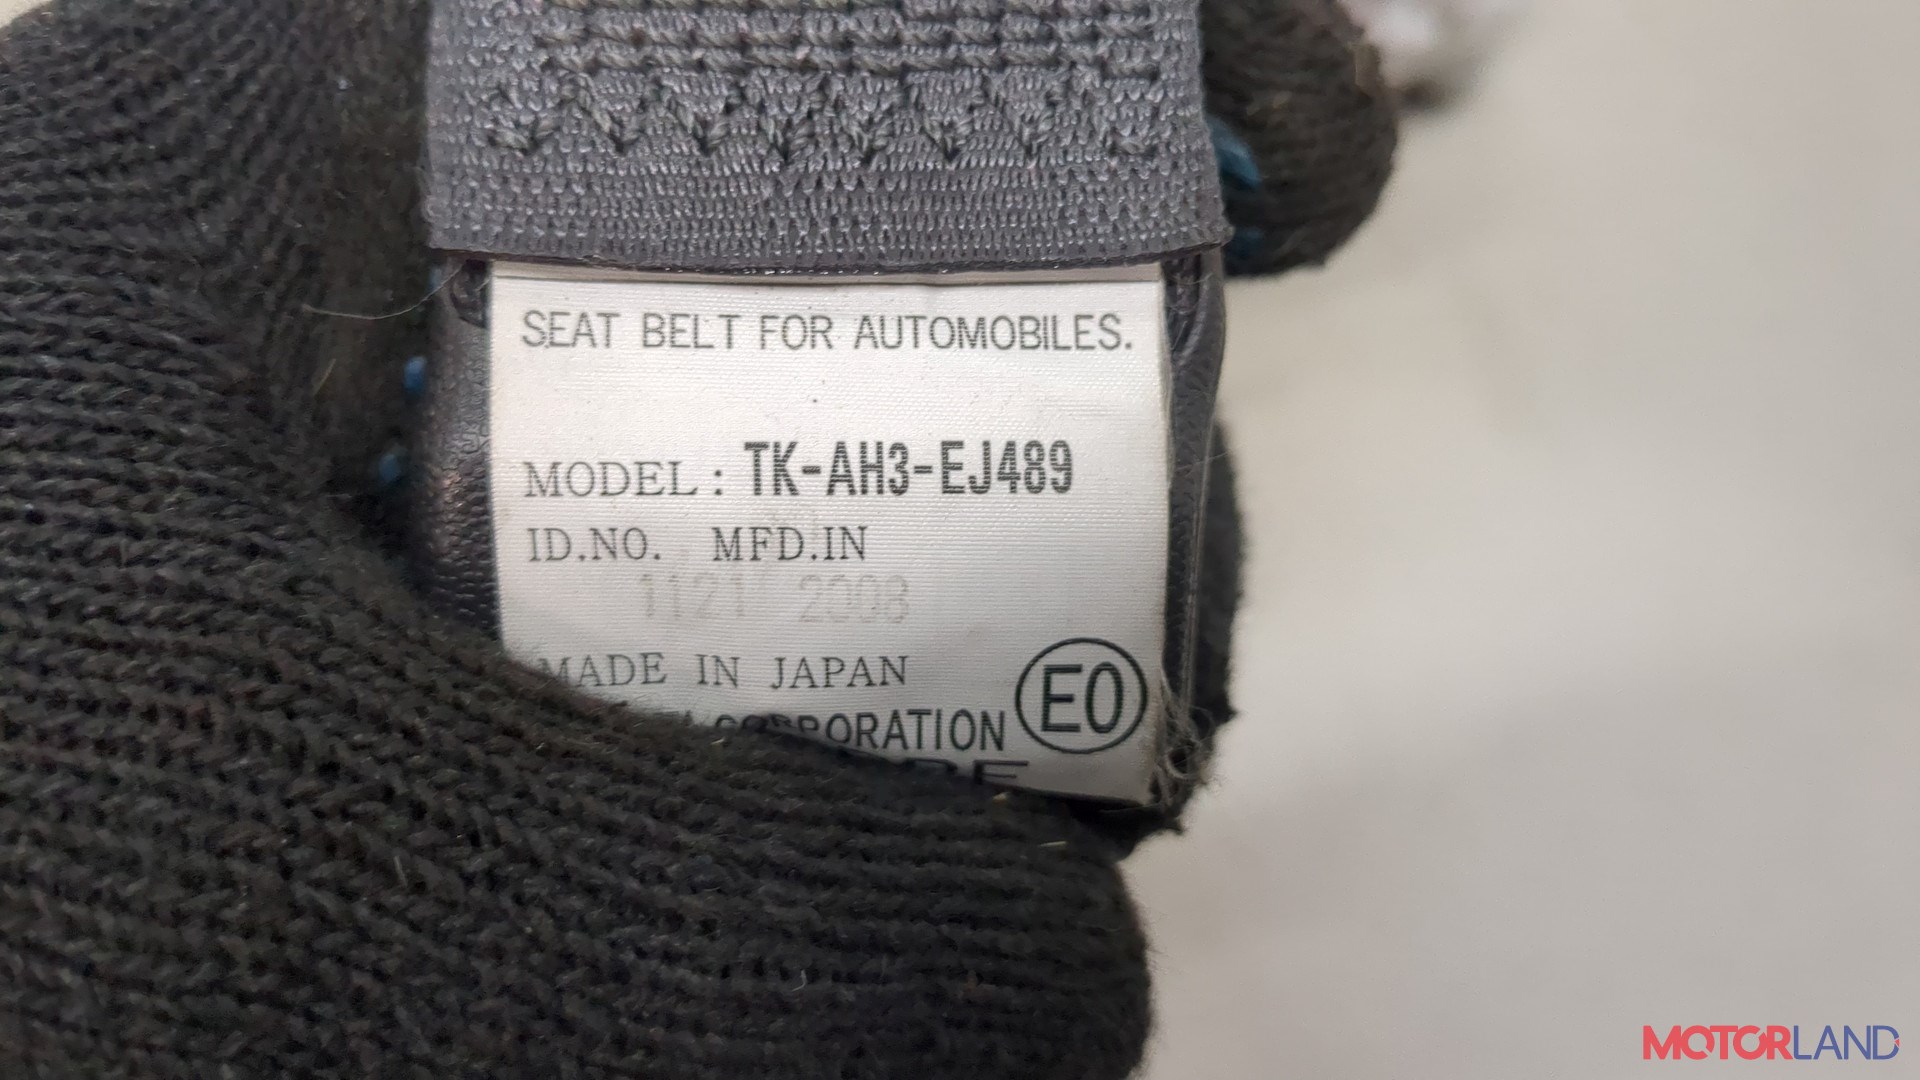 SEAT BELT FOR AUTOMOBILES.
MODEL : TK-AH3-EJ489
ID.NO. MFD.IN
1121 2008
MADE IN JAPAN
CORPORATION
E0
MOTORLAND